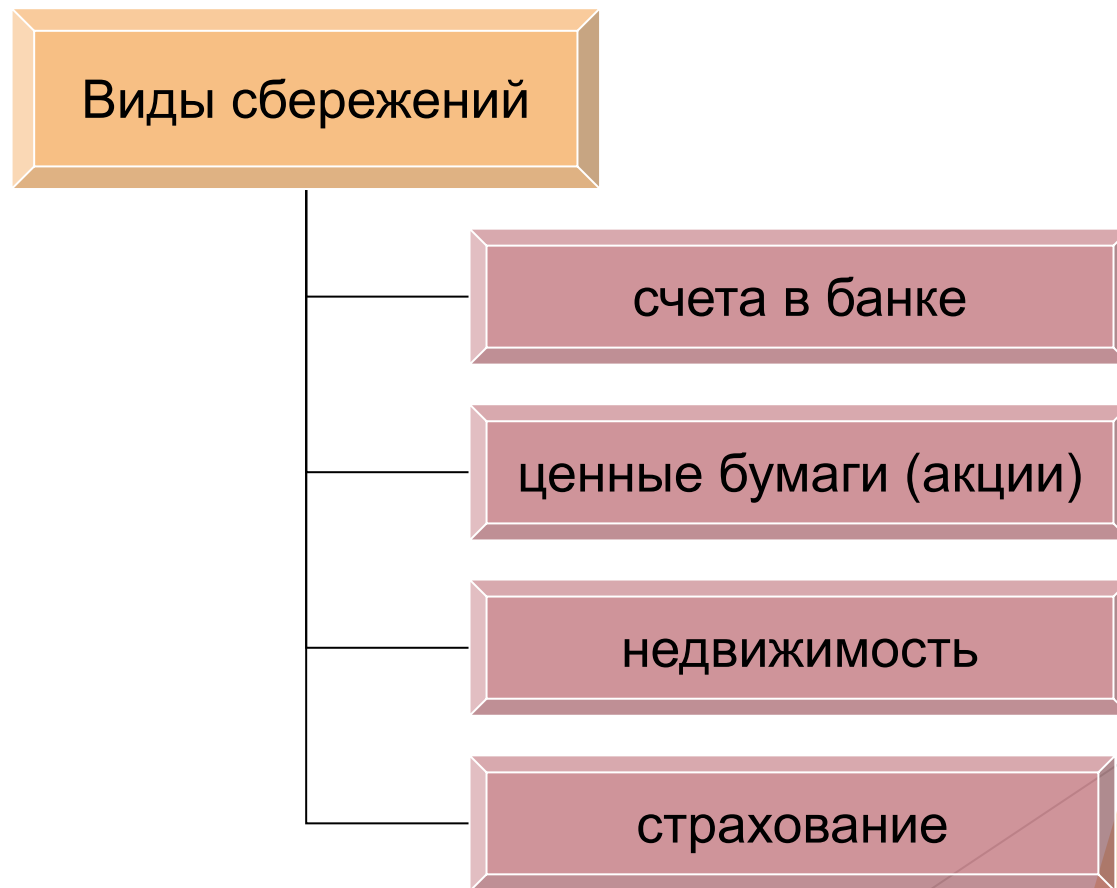 Виды сбережений
счета в банке
ценные бумаги (акции)
недвижимость
страхование